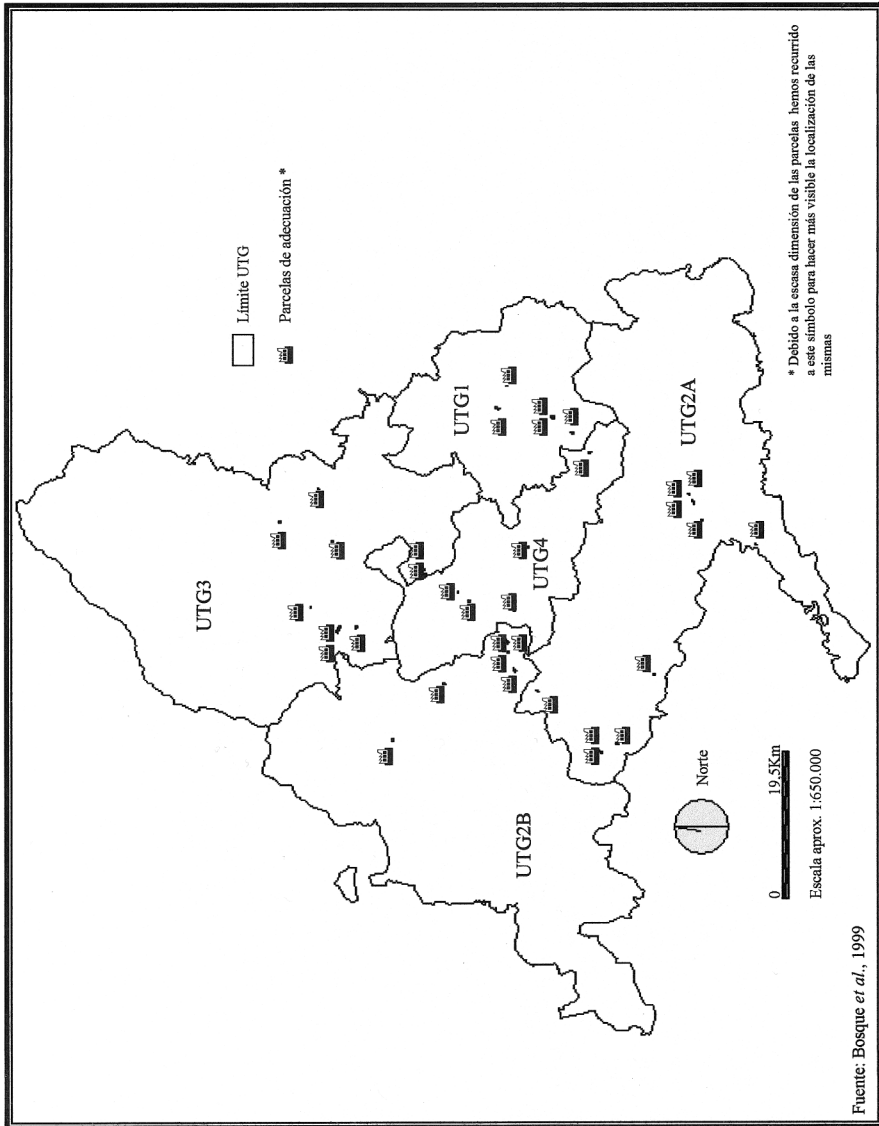 Límite UTG
Parcelas de adecuación *
UTG3
UTG1
UTG4
UTG2B
UTG2A
Norte
0 19,5Km
Escala aprox. 1:650.000
* Debido a la escasa dimensión de las parcelas hemos recurrido
a este símbolo para hacer más visible la localización de las
mismas
Fuente: Bosque et al., 1999